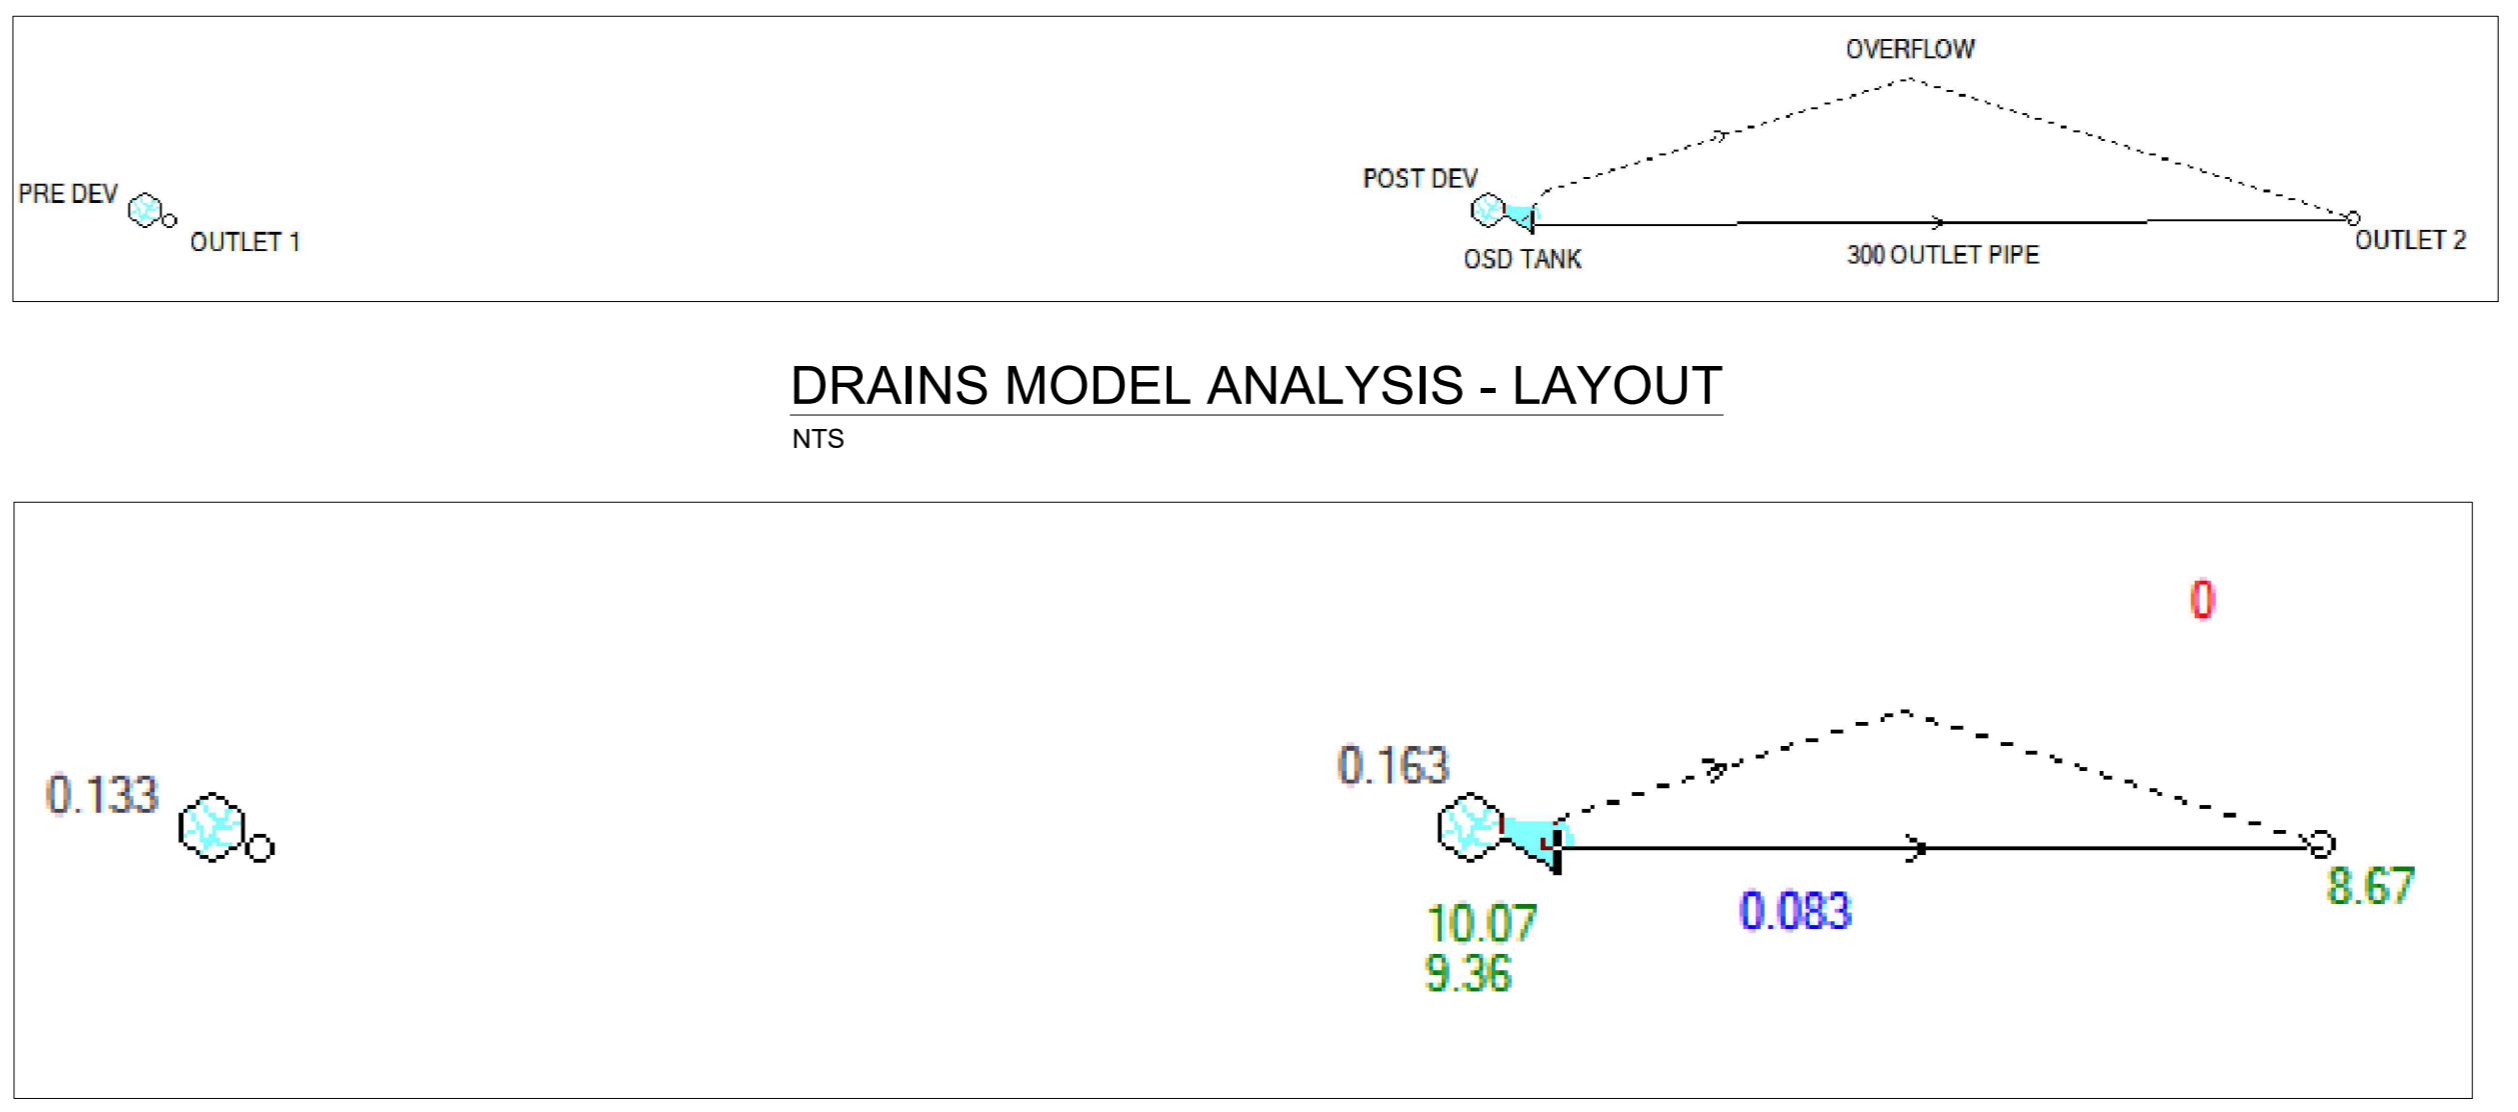 OVERFLOW
PRE DEV
POST DEV
OUTLET 1
OSD TANK
300 OUTLET PIPE
OUTLET 2
DRAINS MODEL ANALYSIS - LAYOUT
NTS
0
0.133
0.163
8.67
10.07
0.083
9.36